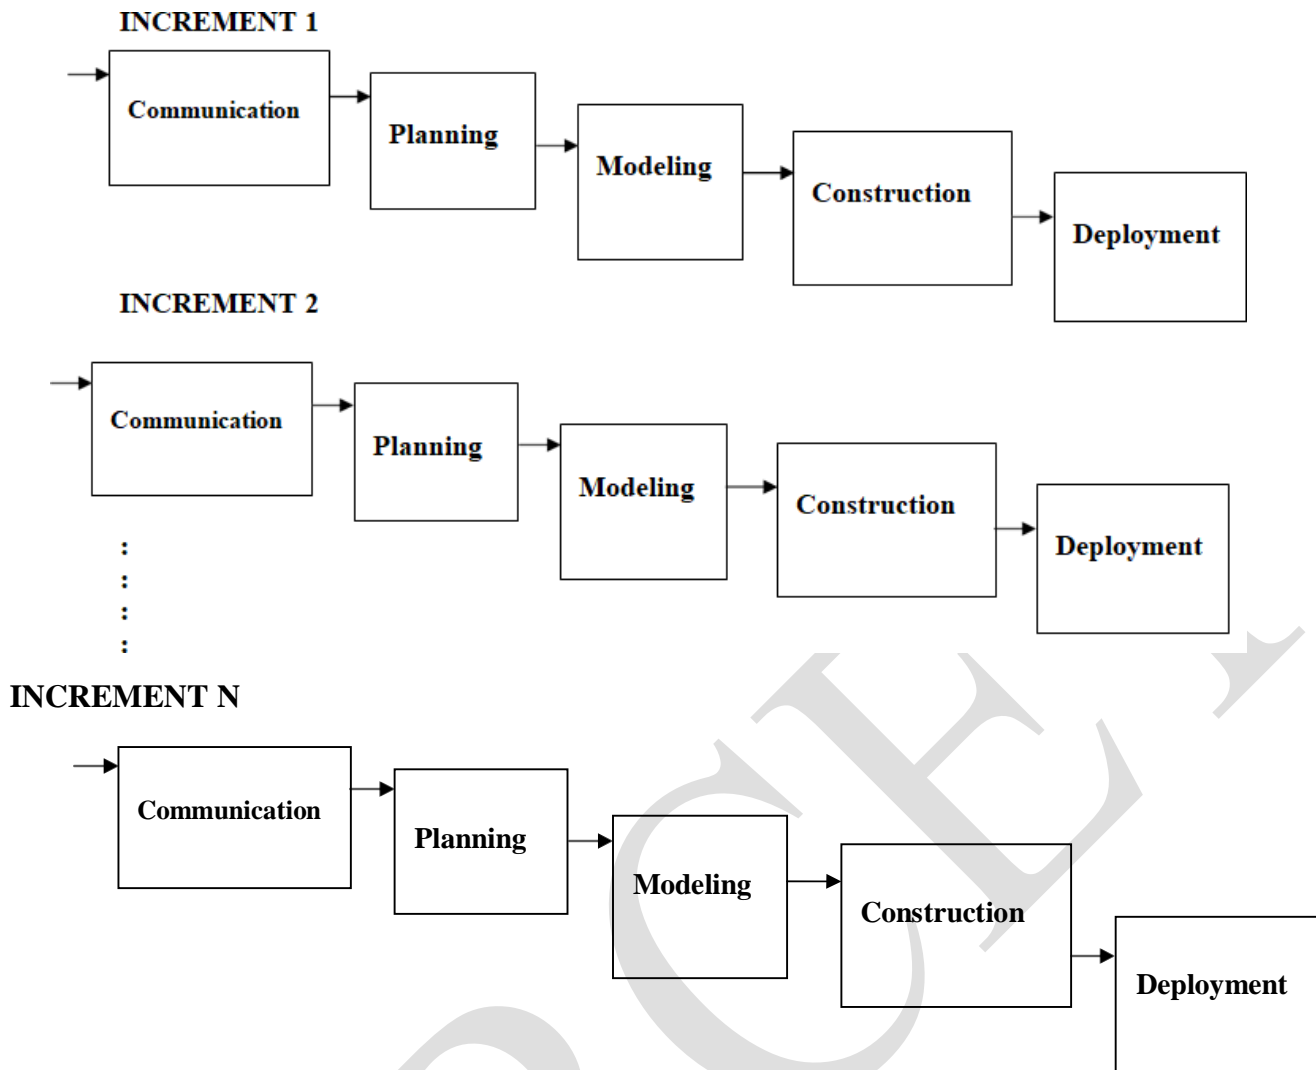 INCREMENT 1
Communication
Planning
Modeling
Construction
Deployment
INCREMENT 2
Communication
Planning
Modeling
Construction
Deployment
:
:
:
:
INCREMENT N
Communication
Planning
Modeling
Construction
Deployment